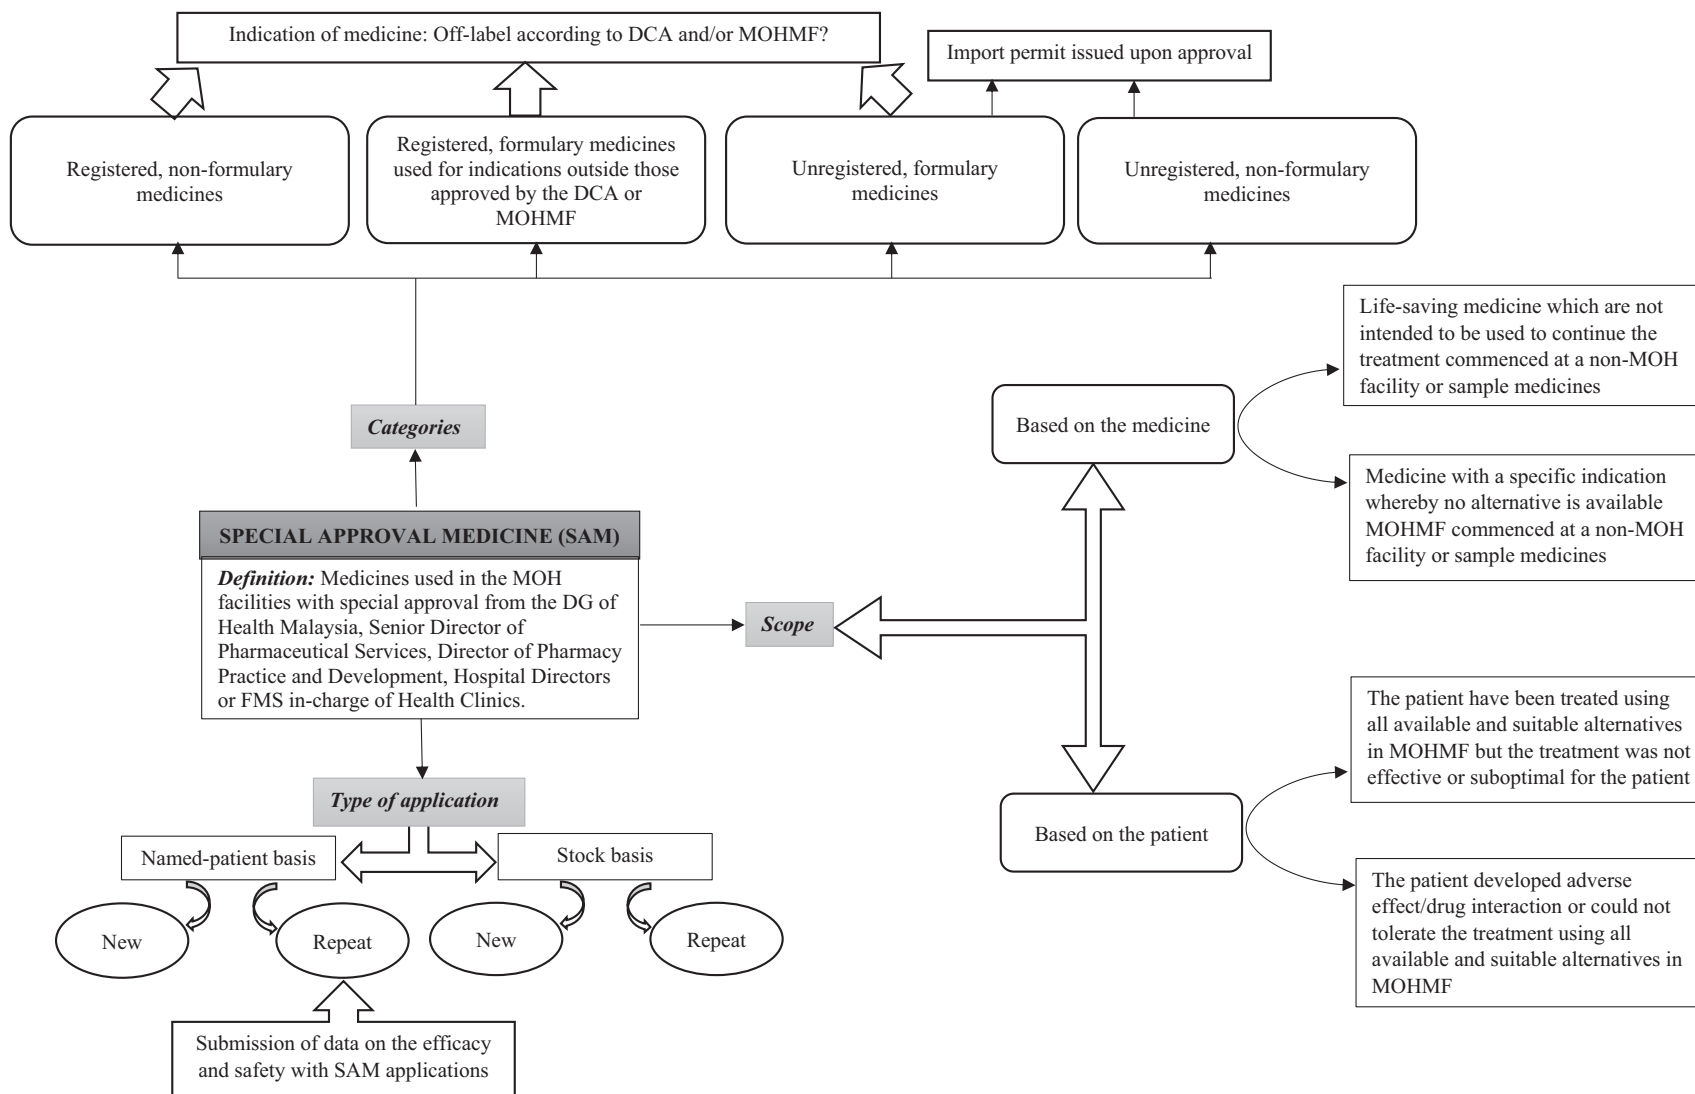 Indication of medicine: Off-label according to DCA and/or MOHMF?
Import permit issued upon approval
Registered, non-formulary
medicines
Registered, formulary medicines
used for indications outside those
approved by the DCA or
MOHMF
Unregistered, formulary
medicines
Unregistered, non-formulary
medicines
Categories
SPECIAL APPROVAL MEDICINE (SAM)
Definition: Medicines used in the MOH
facilities with special approval from the DG of
Health Malaysia, Senior Director of
Pharmaceutical Services, Director of Pharmacy
Practice and Development, Hospital Directors
or FMS in-charge of Health Clinics.
Scope
Based on the medicine
Life-saving medicine which are not
intended to be used to continue the
treatment commenced at a non-MOH
facility or sample medicines
Medicine with a specific indication
whereby no alternative is available
MOHMF commenced at a non-MOH
facility or sample medicines
Based on the patient
The patient have been treated using
all available and suitable alternatives
in MOHMF but the treatment was not
effective or suboptimal for the patient
The patient developed adverse
effect/drug interaction or could not
tolerate the treatment using all
available and suitable alternatives in
MOHMF
Type of application
Named-patient basis
Stock basis
New
Repeat
New
Repeat
Submission of data on the efficacy
and safety with SAM applications